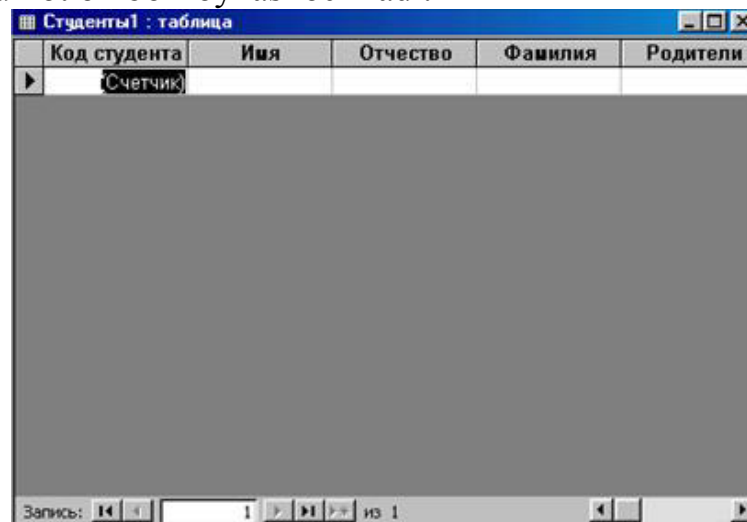 Студенты1 : таблица
Код студента Имя Отчество Фамилия Родители
(Счетчик)
Запись: 1 из 1